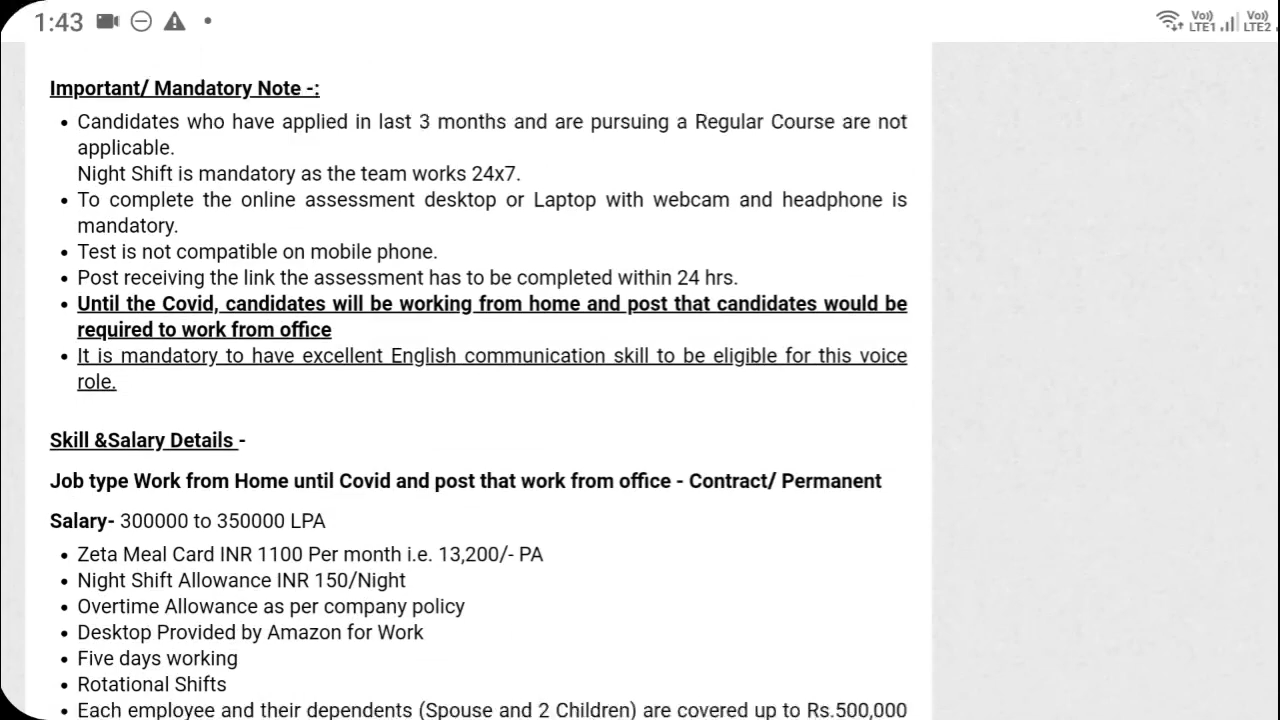 1:43
Vo)) LTE1 Vo)) LTE2
Important/ Mandatory Note -:
• Candidates who have applied in last 3 months and are pursuing a Regular Course are not
applicable.
Night Shift is mandatory as the team works 24x7.
• To complete the online assessment desktop or Laptop with webcam and headphone is
mandatory.
• Test is not compatible on mobile phone.
• Post receiving the link the assessment has to be completed within 24 hrs.
• Until the Covid, candidates will be working from home and post that candidates would be
required to work from office
• It is mandatory to have excellent English communication skill to be eligible for this voice
role.
Skill &Salary Details -
Job type Work from Home until Covid and post that work from office - Contract/ Permanent
Salary- 300000 to 350000 LPA
• Zeta Meal Card INR 1100 Per month i.e. 13,200/- PA
• Night Shift Allowance INR 150/Night
• Overtime Allowance as per company policy
• Desktop Provided by Amazon for Work
• Five days working
• Rotational Shifts
• Each employee and their dependents (Spouse and 2 Children) are covered up to Rs.500,000